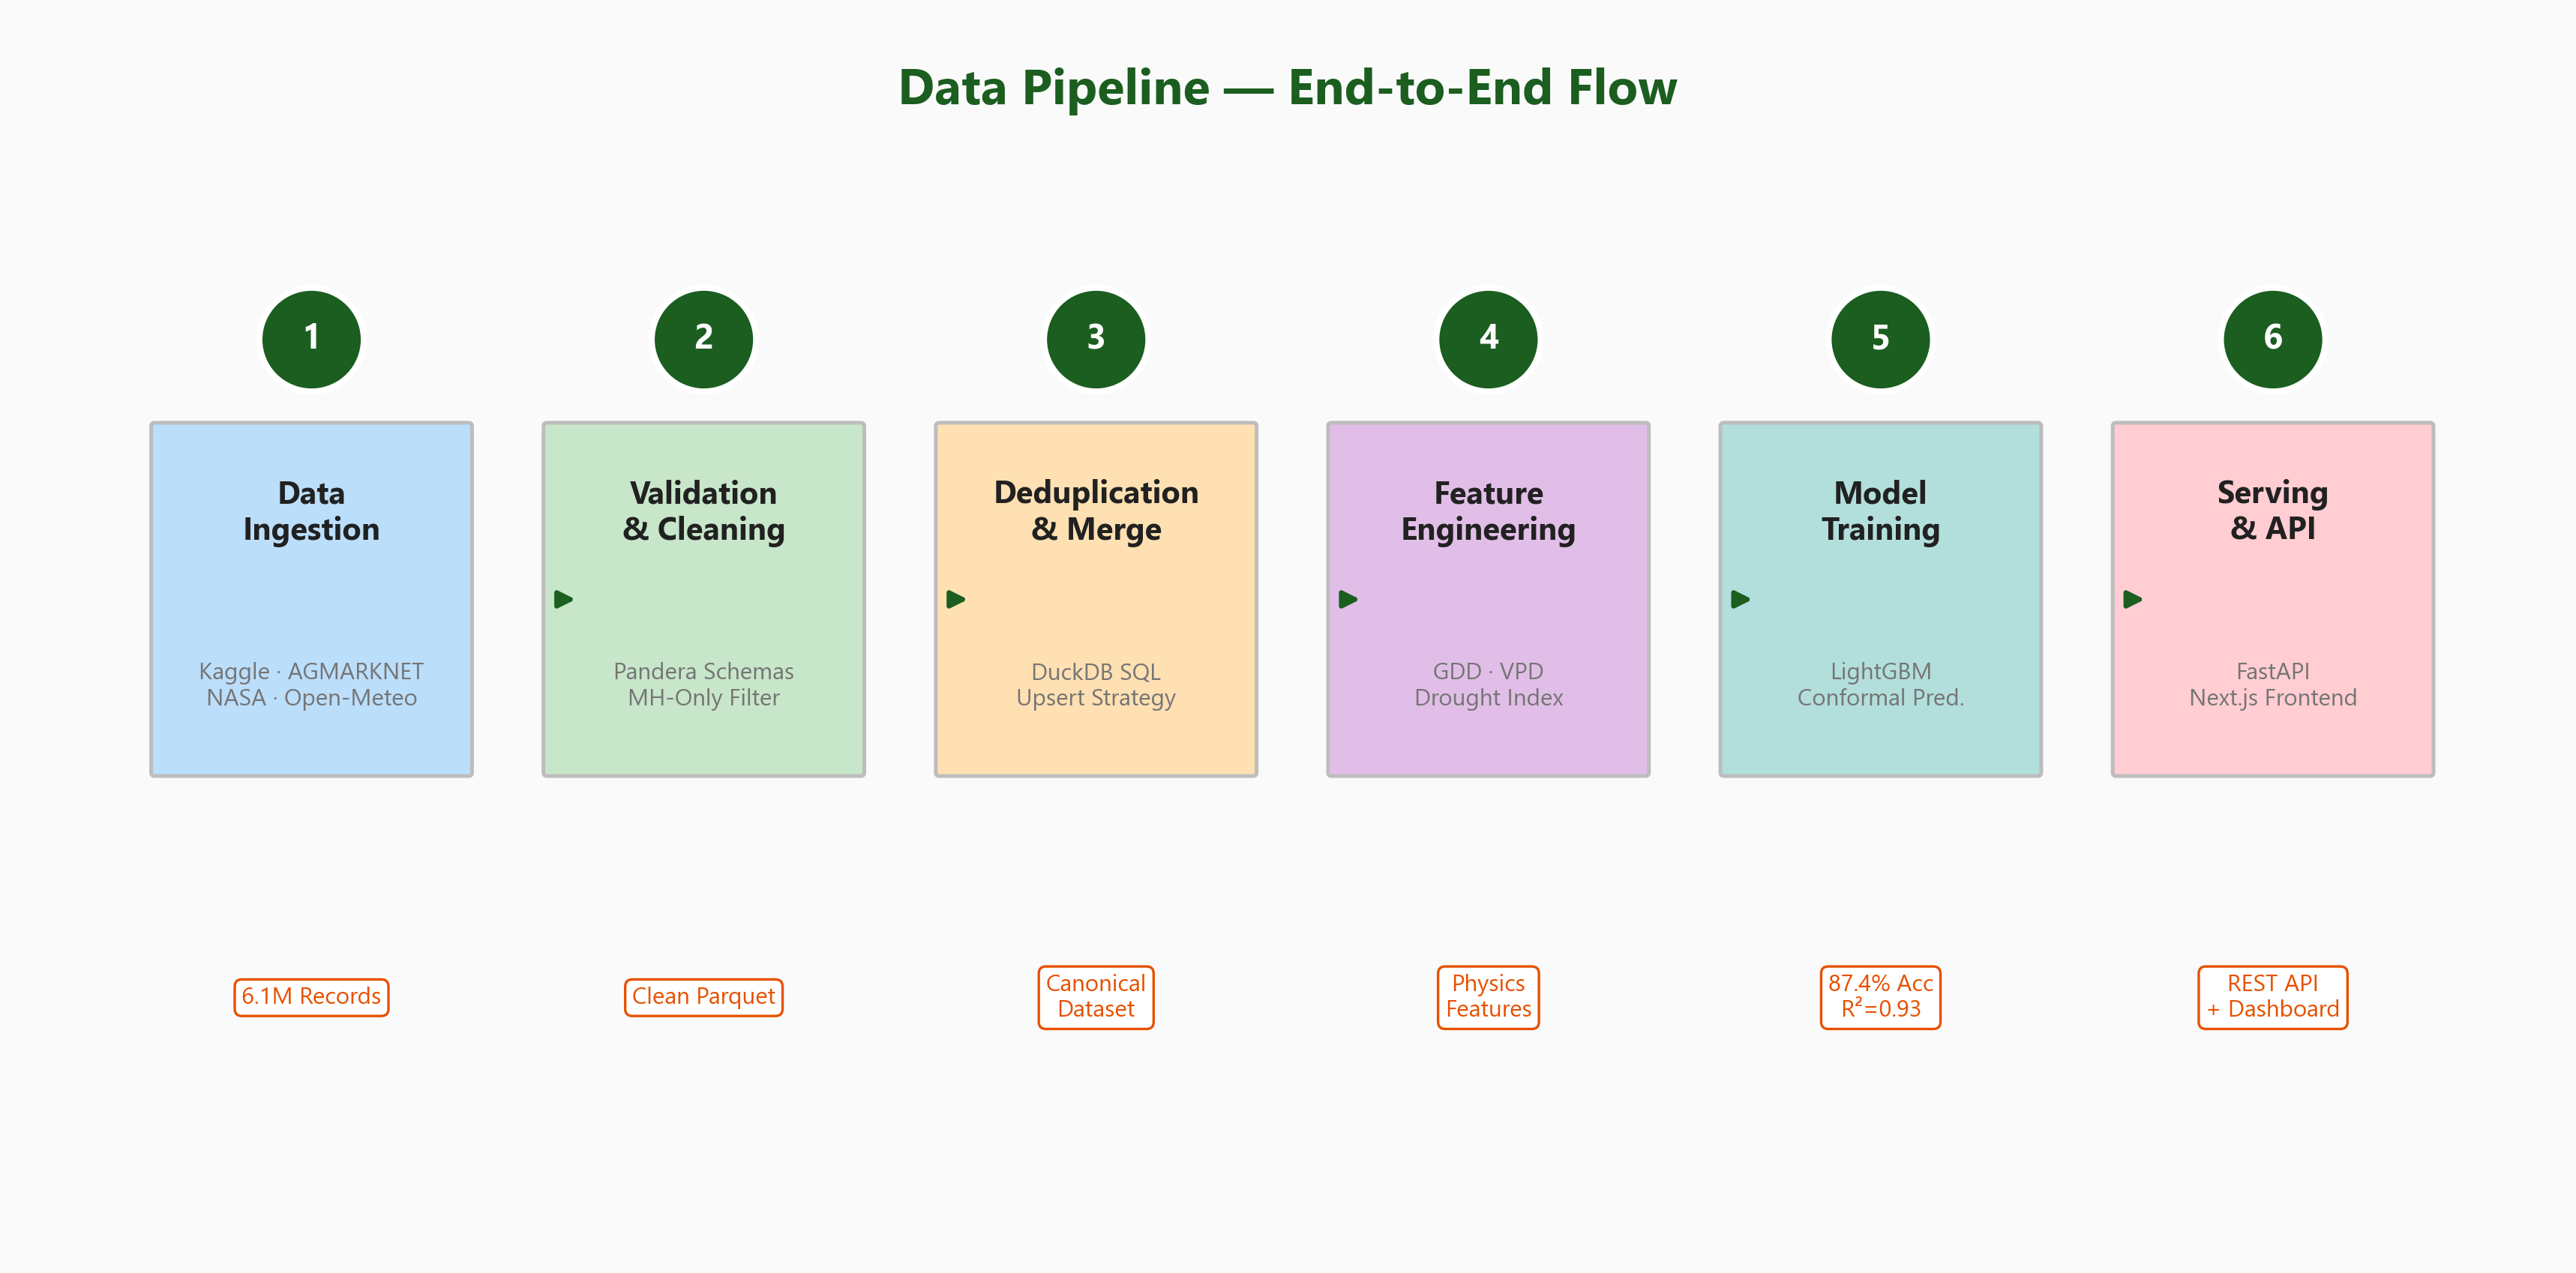 Data Pipeline — End-to-End Flow
1
2
3
4
5
6
Data
Ingestion
Kaggle · AGMARKNET
NASA · Open-Meteo
Validation
& Cleaning
Pandera Schemas
MH-Only Filter
Deduplication
& Merge
DuckDB SQL
Upsert Strategy
Feature
Engineering
GDD · VPD
Drought Index
Model
Training
LightGBM
Conformal Pred.
Serving
& API
FastAPI
Next.js Frontend
6.1M Records
Clean Parquet
Canonical
Dataset
Physics
Features
87.4% Acc
R²=0.93
REST API
+ Dashboard